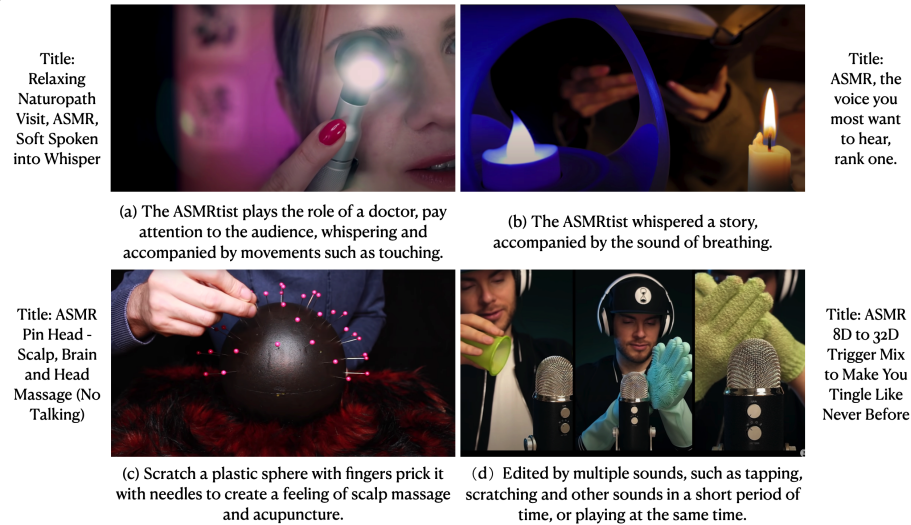 Title:
Relaxing
Naturopath
Visit, ASMR,
Soft Spoken
into Whisper
(a) The ASMRtist plays the role of a doctor, pay
attention to the audience, whispering and
accompanied by movements such as touching.
Title:
ASMR, the
voice you
most want
to hear,
rank one.
(b) The ASMRtist whispered a story,
accompanied by the sound of breathing.
Title: ASMR
Pin Head -
Scalp, Brain
and Head
Massage (No
Talking)
(c) Scratch a plastic sphere with fingers prick it
with needles to create a feeling of scalp massage
and acupuncture.
Title: ASMR
8D to 32D
Trigger Mix
to Make You
Tingle Like
Never Before
(d) Edited by multiple sounds, such as tapping,
scratching and other sounds in a short period of
time, or playing at the same time.